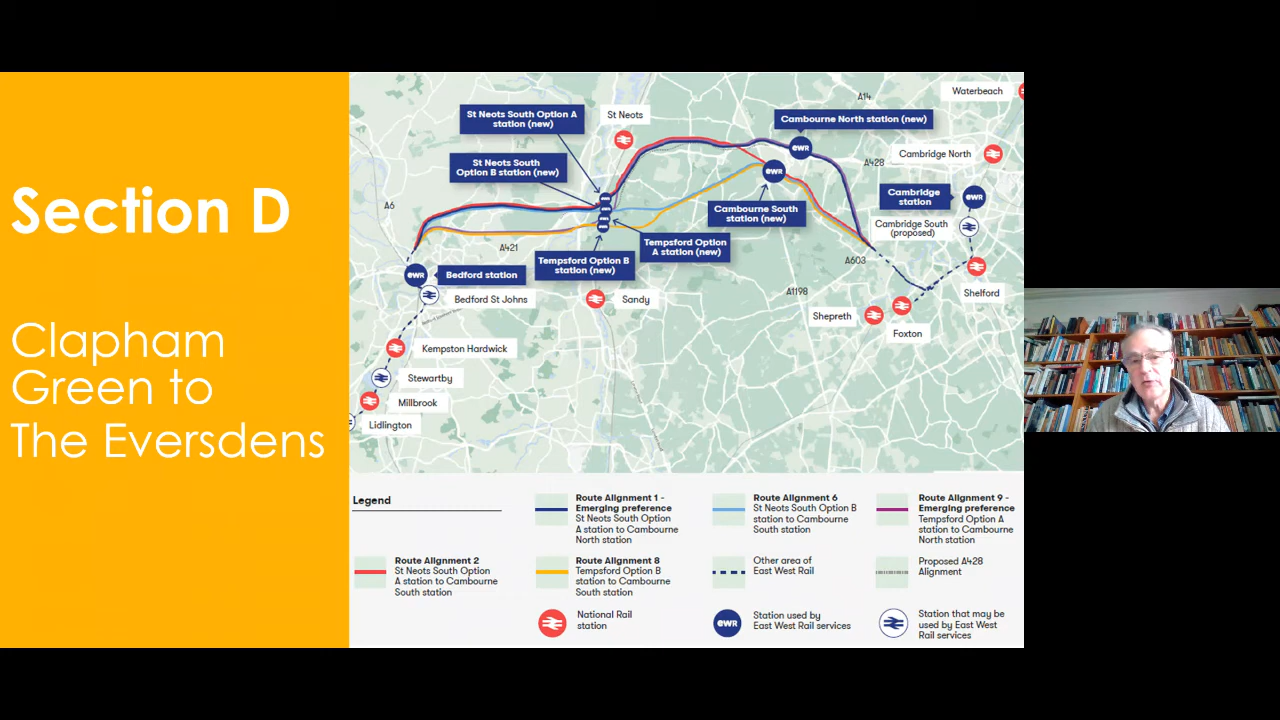 Section D
Clapham
Green to
The Eversdens
Waterbeach
A14
St Neots South Option A
station (new)
St Neots
Cambourne North station (new)
Cambridge North
St Neots South
Option B station (new)
A428
Cambridge
station
A6
Cambourne South
station (new)
Cambridge South
(proposed)
A421
Tempsford Option
A station (new)
Tempsford Option B
station (new)
A603
Bedford station
Shelford
A1198
Bedford St Johns
Sandy
Shepreth
Foxton
Kempston Hardwick
Stewartby
Millbrook
Lidlington
ewr
ewr
ewr
ewr
Legend
Route Alignment 1 -
Emerging preference
St Neots South Option
A station to Cambourne
North station
Route Alignment 6
St Neots South Option B
station to Cambourne
South station
Route Alignment 9 -
Emerging preference
Tempsford Option A
station to Cambourne
North station
Route Alignment 2
St Neots South Option
A station to Cambourne
South station
Route Alignment 8
Tempsford Option B
station to Cambourne
South station
Other area of
East West Rail
Proposed A428
Alignment
National Rail
station
ewr
Station used by
East West Rail services
Station that may be
used by East West
Rail services